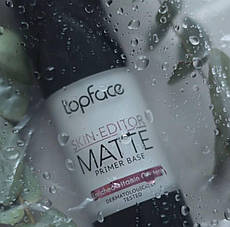 topface
SKIN·EDITOR
MATTE
PRIMER BASE
DERMATOLOGICALLY
TESTED